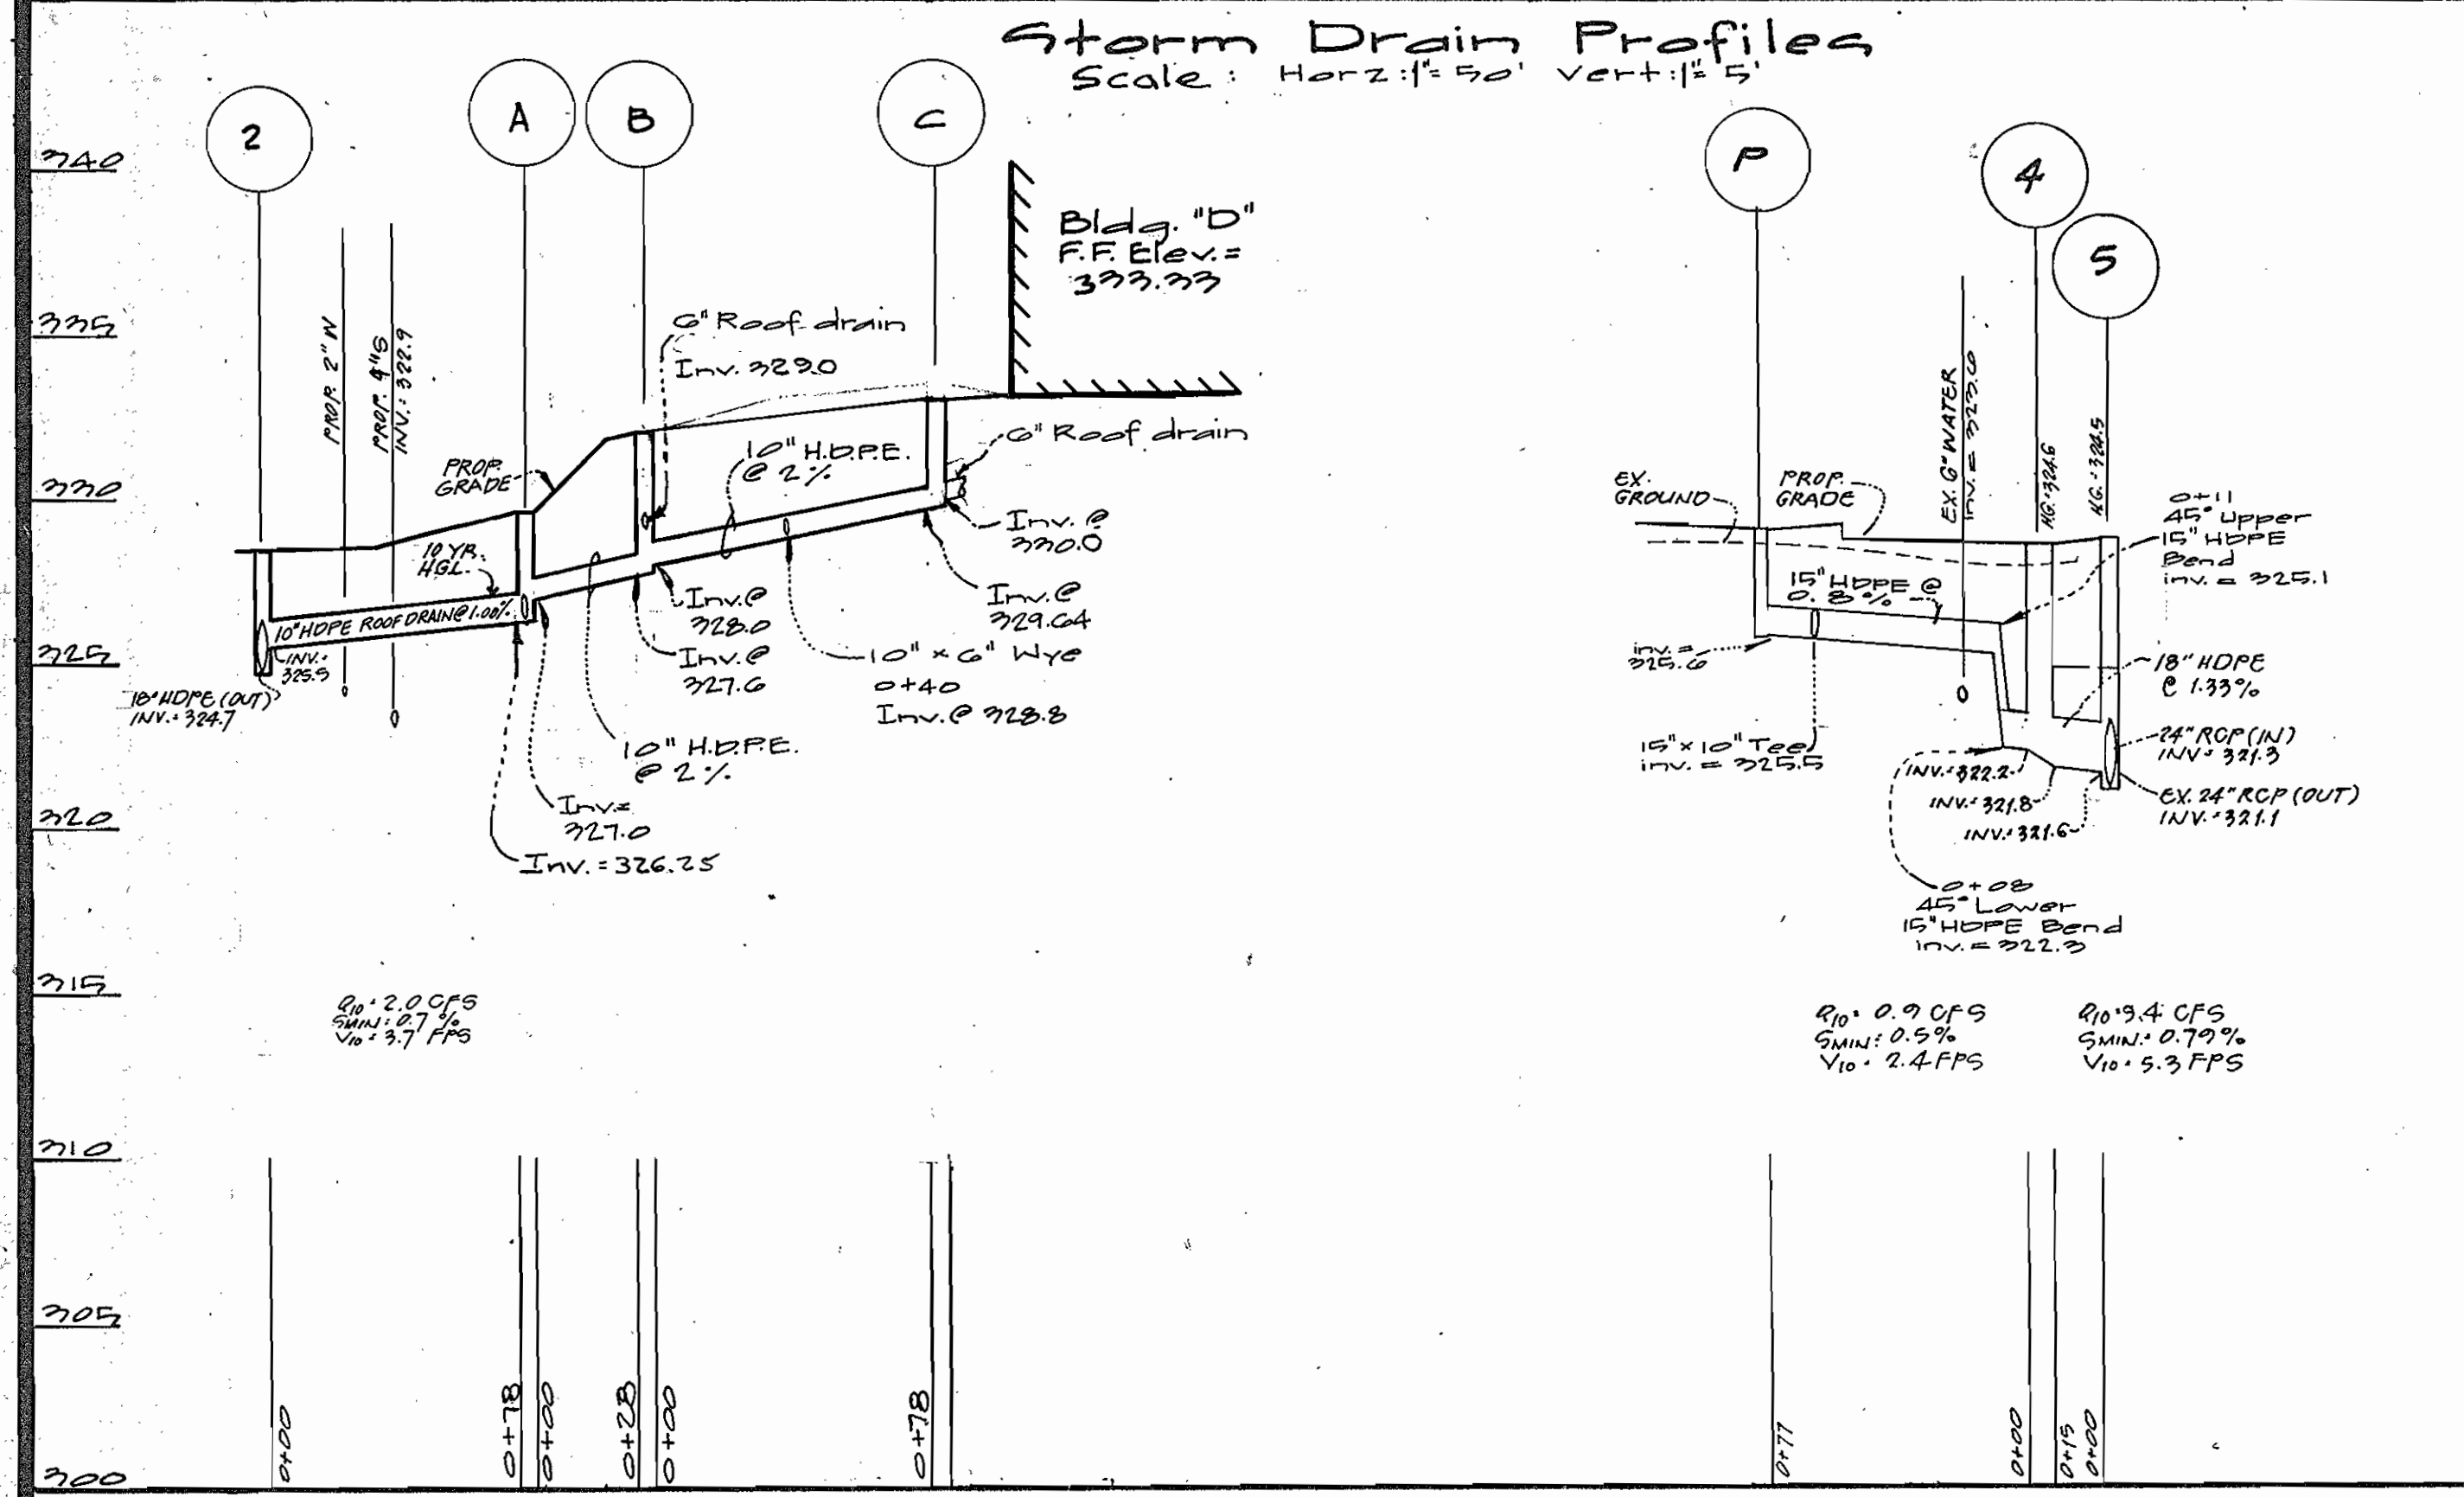 Storm Drain Profiles
Scale: Horz:1"=50' Vert:1"=5'
2
A
B
C
P
4
5
340
335
330
325
320
315
310
305
300
PROP. 2" W
PROP. 4"S
INV.: 322.9
Bldg. "D"
F.F. Elev.=
333.33
6" Roof drain
Inv. 329.0
6" Roof drain
10" H.D.P.E.
@ 2%
PROP.
GRADE
10 YR.
HGL.
10" HDPE ROOF DRAIN @ 1.00%
INV.:
325.5
18" HDPE (OUT)
INV.: 324.7
Inv. @
330.0
Inv. @
329.64
Inv.@
328.0
Inv.@
327.6
10" x 6" Wye
0+40
Inv.@ 328.8
10" H.D.P.E.
@ 2%
Inv.=
327.0
Inv.=326.25
EX.
GROUND
PROP.
GRADE
EX. 6" WATER
Inv. = 323.0
HG.=324.6
HG.=324.5
0+11
45° Upper
15" HDPE
Bend
inv. = 325.1
15" HDPE @
0.8%
inv.=
325.6
15" x 10" Tee
inv. = 325.5
18" HDPE
@ 1.33%
24" RCP (IN)
INV= 321.3
EX. 24" RCP (OUT)
INV.=321.1
INV.=322.2
INV.=321.8
INV.=321.6
0+08
45° Lower
15" HDPE Bend
inv.=322.3
Q10= 2.0 CFS
SMIN= 0.7%
V10= 3.7 FPS
Q10= 0.9 CFS
SMIN= 0.5%
V10= 2.4 FPS
Q10=9.4 CFS
SMIN.= 0.79%
V10= 5.3 FPS
0+00
0+78
0+00
0+28
0+00
0+78
0+77
0+00
0+15
0+00